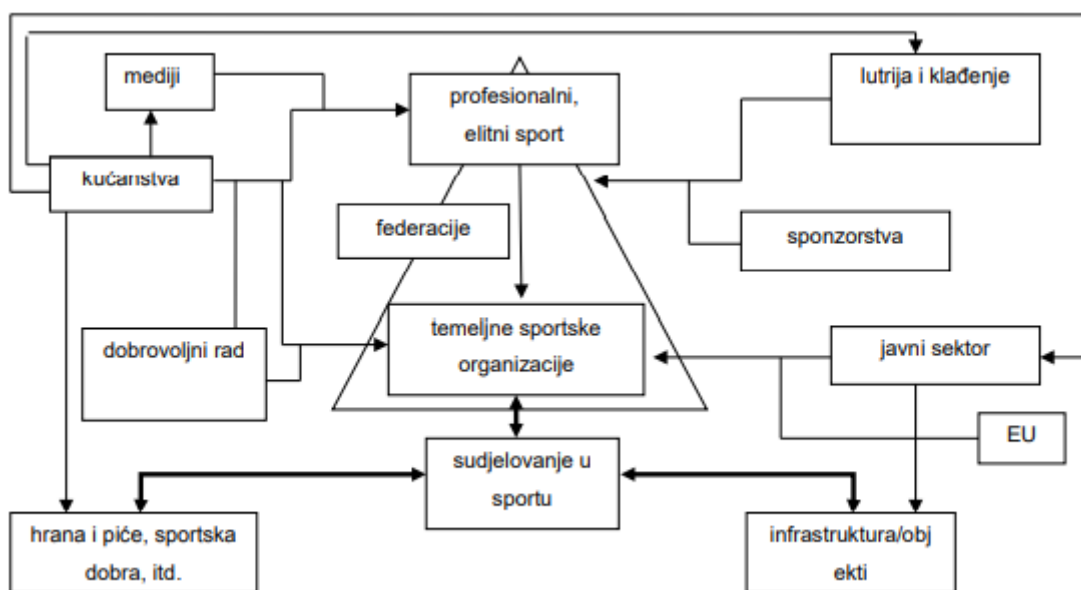 mediji
profesionalni,
elitni sport
lutrija i klađenje
kućanstva
federacije
sponzorstva
dobrovoljni rad
temeljne sportske
organizacije
javni sektor
EU
sudjelovanje u
sportu
hrana i piće, sportska
dobra, itd.
infrastruktura/obj
ekti